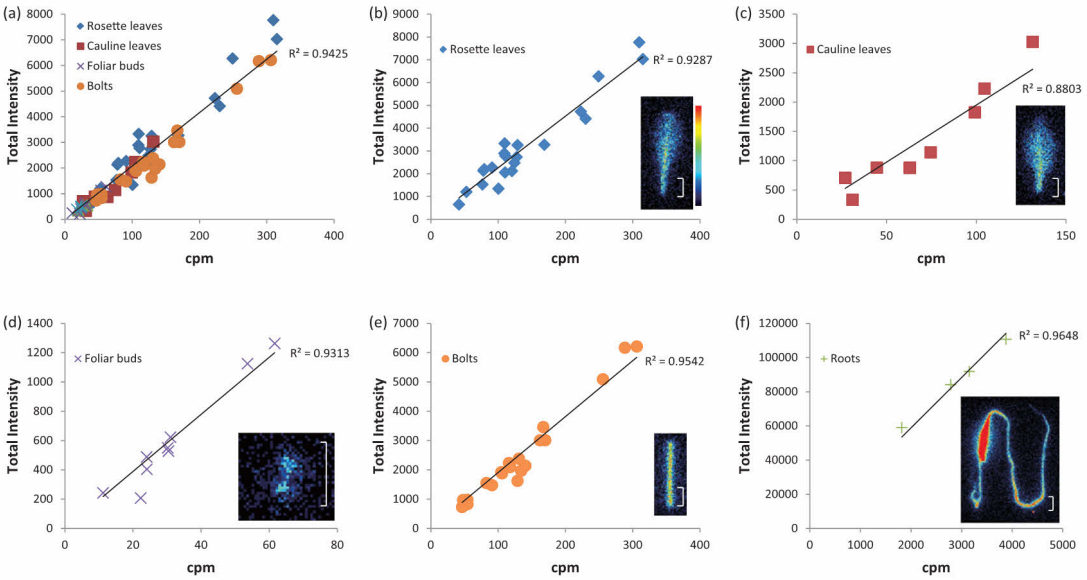 (a)
Total Intensity
8000
7000
6000
5000
4000
3000
2000
1000
0
0 100 200 300 400
cpm
Rosette leaves
Cauline leaves
Foliar buds
Bolts
R² = 0.9425
(b)
Total Intensity
9000
8000
7000
6000
5000
4000
3000
2000
1000
0
0 100 200 300 400
cpm
Rosette leaves
R² = 0.9287
(c)
Total Intensity
3500
3000
2500
2000
1500
1000
500
0
0 50 100 150
cpm
Cauline leaves
R² = 0.8803
(d)
Total Intensity
1400
1200
1000
800
600
400
200
0
0 20 40 60 80
cpm
Foliar buds
R² = 0.9313
(e)
Total Intensity
7000
6000
5000
4000
3000
2000
1000
0
0 100 200 300 400
cpm
Bolts
R² = 0.9542
(f)
Total Intensity
120000
100000
80000
60000
40000
20000
0
0 1000 2000 3000 4000 5000
cpm
Roots
R² = 0.9648